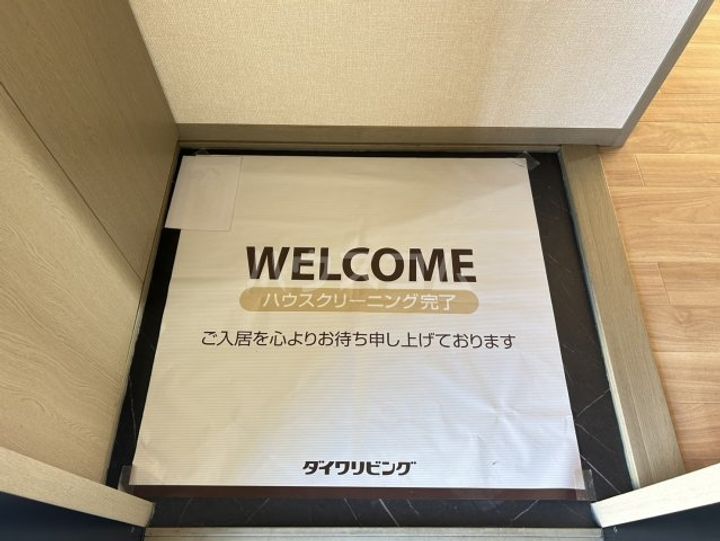 WELCOME
ハウスクリーニング完了
ご入居を心よりお待ち申し上げております
ダイワリビング